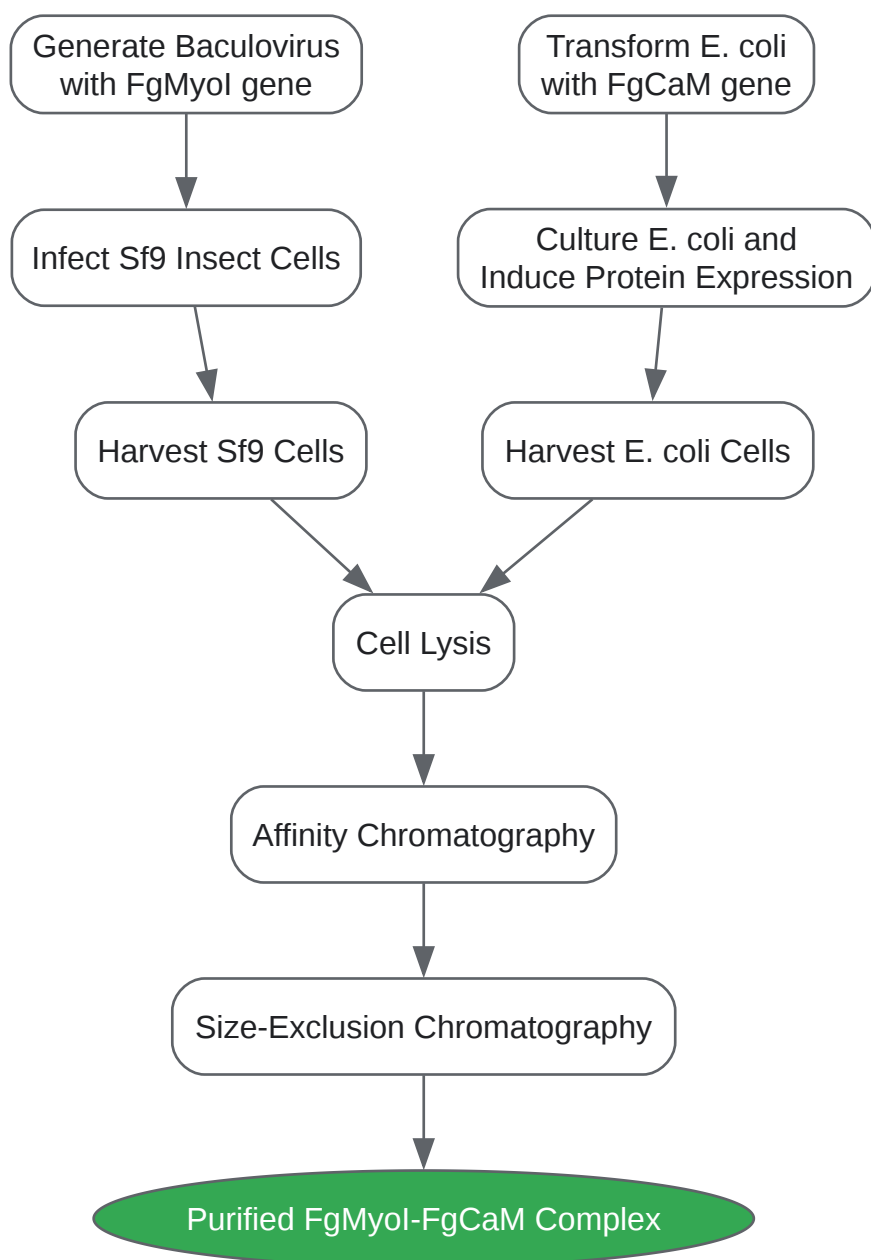 Generate Baculovirus
with FgMyoI gene
Transform E. coli
with FgCaM gene
Infect Sf9 Insect Cells
Culture E. coli and
Induce Protein Expression
Harvest Sf9 Cells
Harvest E. coli Cells
Cell Lysis
Affinity Chromatography
Size-Exclusion Chromatography
Purified FgMyoI-FgCaM Complex